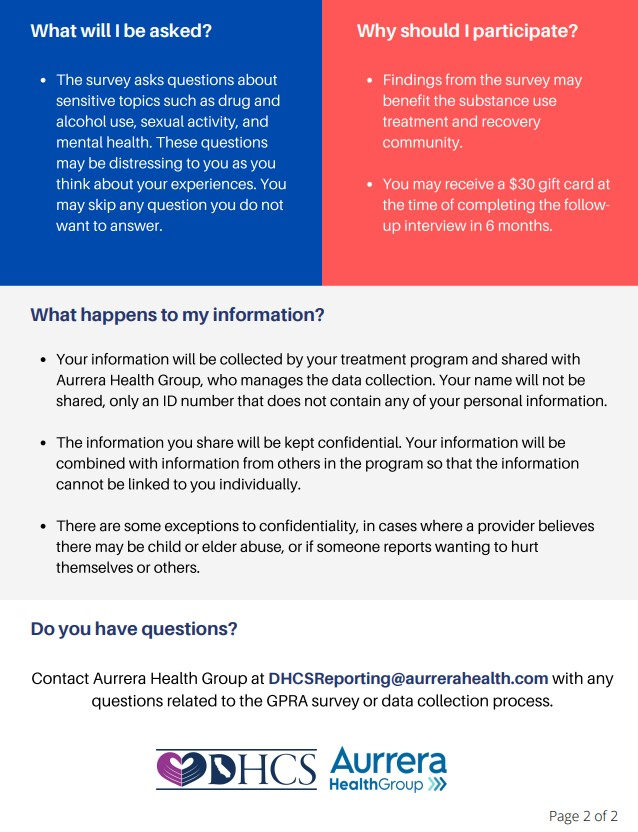 What will I be asked?
• The survey asks questions about
sensitive topics such as drug and
alcohol use, sexual activity, and
mental health. These questions
may be distressing to you as you
think about your experiences. You
may skip any question you do not
want to answer.
Why should I participate?
• Findings from the survey may
benefit the substance use
treatment and recovery
community.
• You may receive a $30 gift card at
the time of completing the follow-
up interview in 6 months.
What happens to my information?
• Your information will be collected by your treatment program and shared with
Aurrera Health Group, who manages the data collection. Your name will not be
shared, only an ID number that does not contain any of your personal information.
• The information you share will be kept confidential. Your information will be
combined with information from others in the program so that the information
cannot be linked to you individually.
• There are some exceptions to confidentiality, in cases where a provider believes
there may be child or elder abuse, or if someone reports wanting to hurt
themselves or others.
Do you have questions?
Contact Aurrera Health Group at DHCSReporting@aurrerahealth.com with any
questions related to the GPRA survey or data collection process.
DHCS
Aurrera
HealthGroup
Page 2 of 2